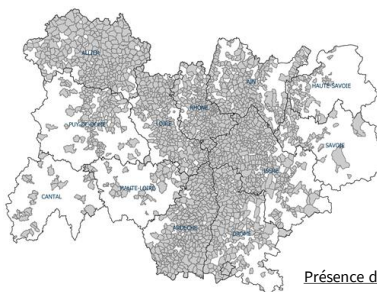 ALLIER
AIN
HAUTE-SAVOIE
RHONE
PUY-DE-DOME
LOIRE
SAVOIE
ISERE
HAUTE-LOIRE
CANTAL
ARDECHE
DROME
Présence d